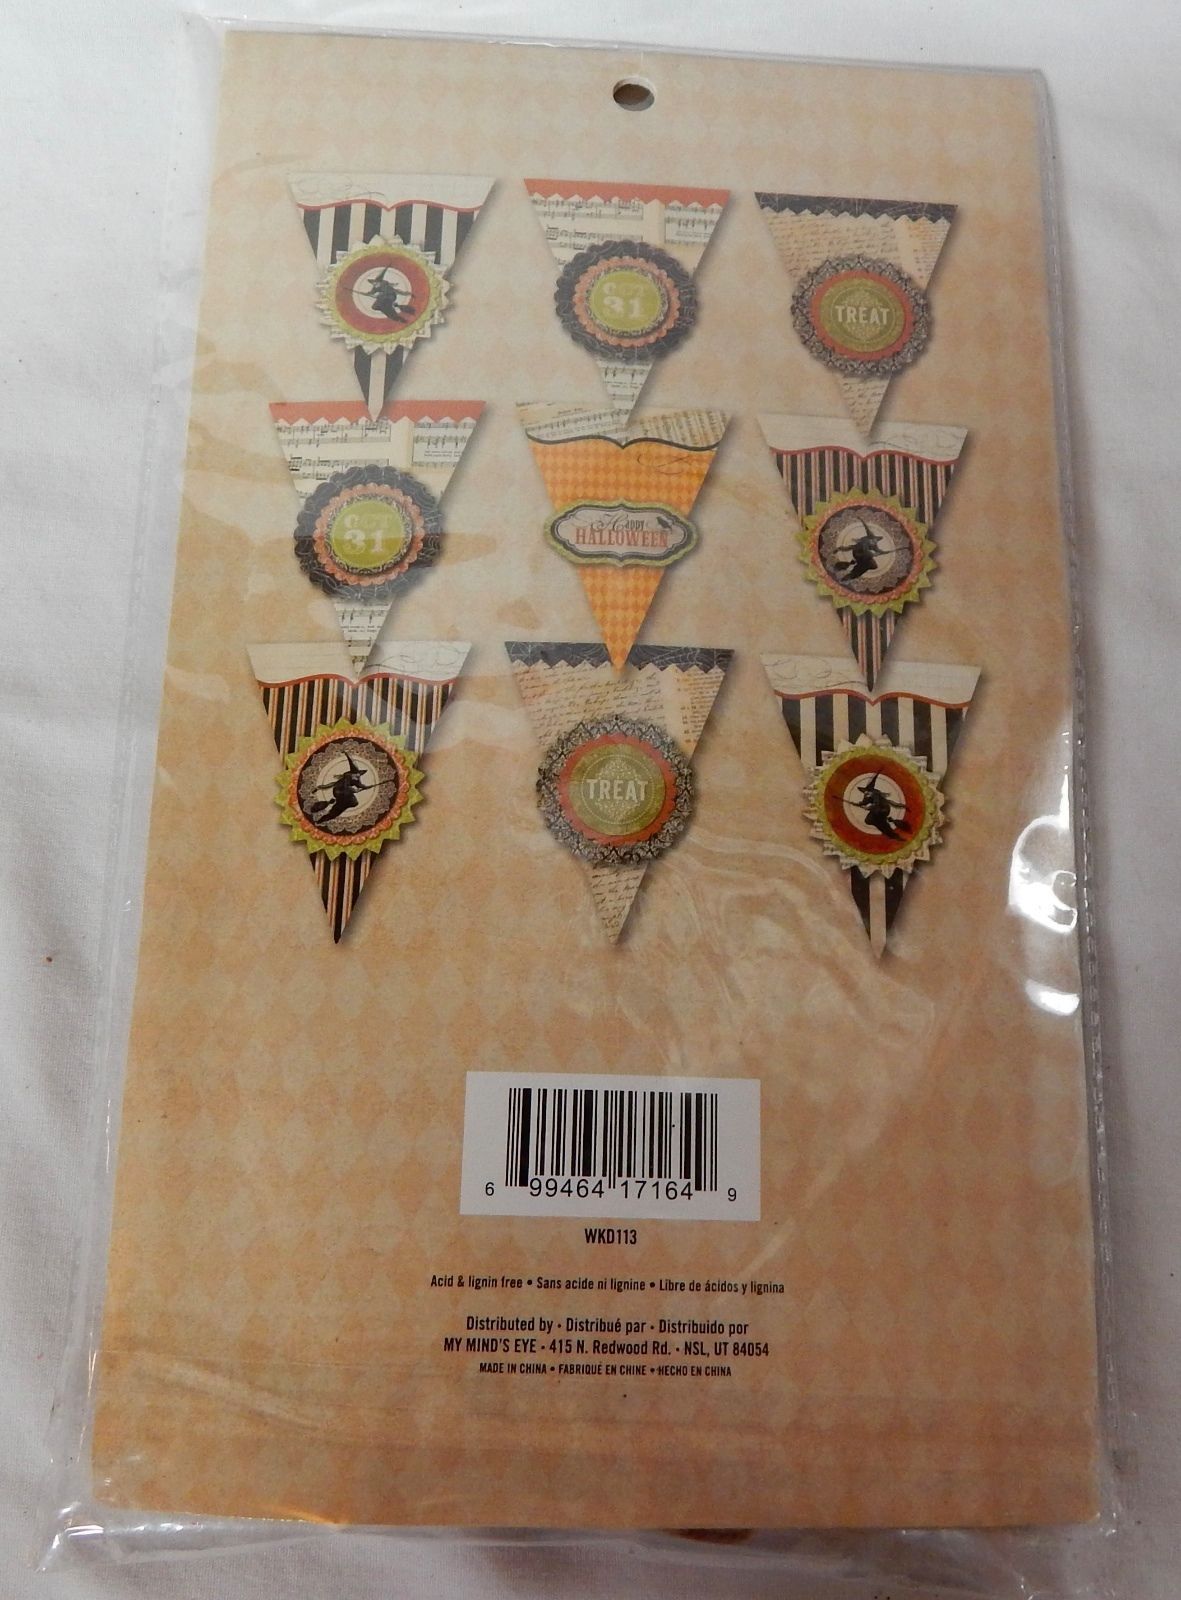 OCT
31
TREAT
OCT
31
Happy
HALLOWEEN
TREAT
6 99464 17164 9
WKD113
Acid & lignin free • Sans acide ni lignine • Libre de ácidos y lignina
Distributed by • Distribué par • Distribuido por
MY MIND'S EYE • 415 N. Redwood Rd. • NSL, UT 84054
MADE IN CHINA • FABRIQUÉ EN CHINE • HECHO EN CHINA